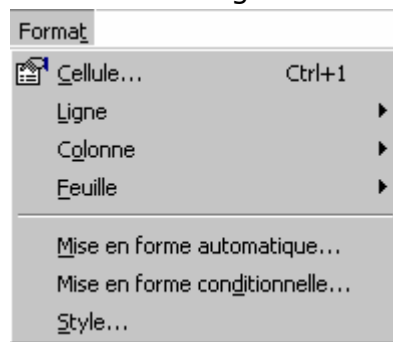 Format
Cellule... Ctrl+1
Ligne
Colonne
Feuille
Mise en forme automatique...
Mise en forme conditionnelle...
Style...